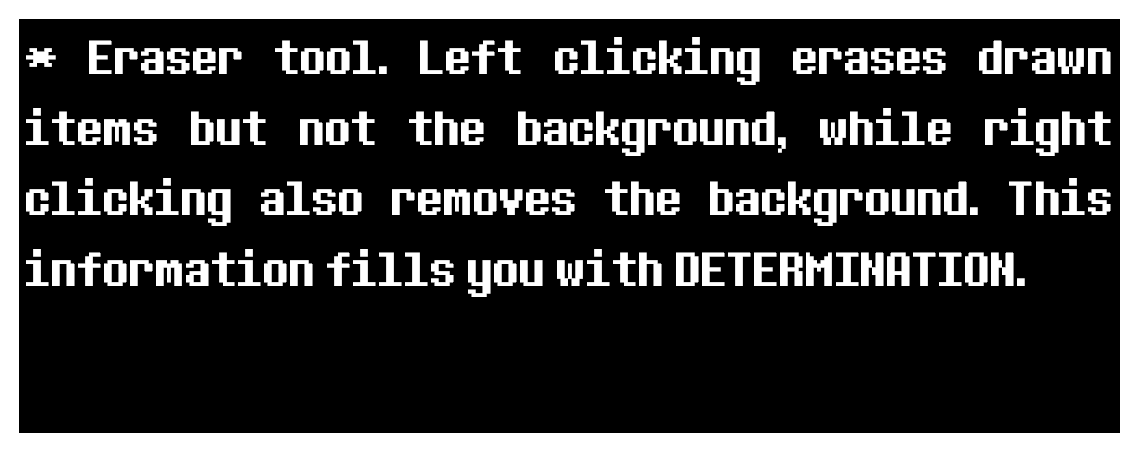 * Eraser tool. Left clicking erases drawn
items but not the background, while right
clicking also removes the background. This
information fills you with DETERMINATION.